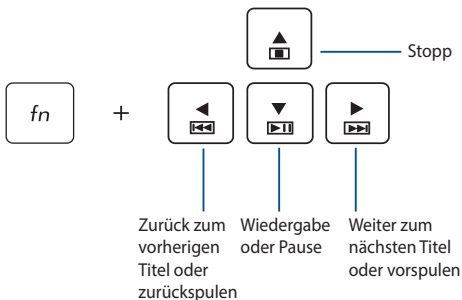 Stopp
fn
+
Zurück zum
vorherigen
Titel oder
zurückspulen
Wiedergabe
oder Pause
Weiter zum
nächsten Titel
oder vorspulen